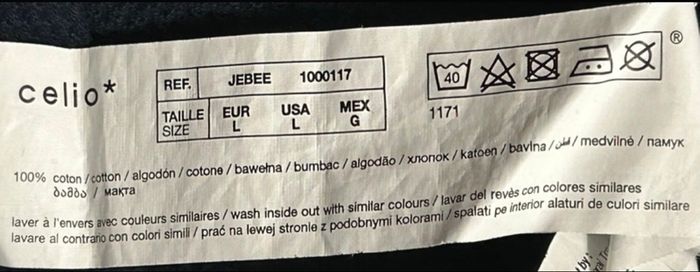 celio*
REF. JEBEE 1000117
TAILLE SIZE EUR L USA L MEX G
40
®
1171
100% coton / cotton / algodón / cotone / bawełna / bumbac / algodão / хлопок / katoen / bavlna / قطن / medvilnė / памук
ბამბა / мақта
laver à l'envers avec couleurs similaires / wash inside out with similar colours / lavar del revès con colores similares
lavare al contrario con colori simili / prać na lewej stronie z podobnymi kolorami / spalati pe interior alaturi de culori similare
by: